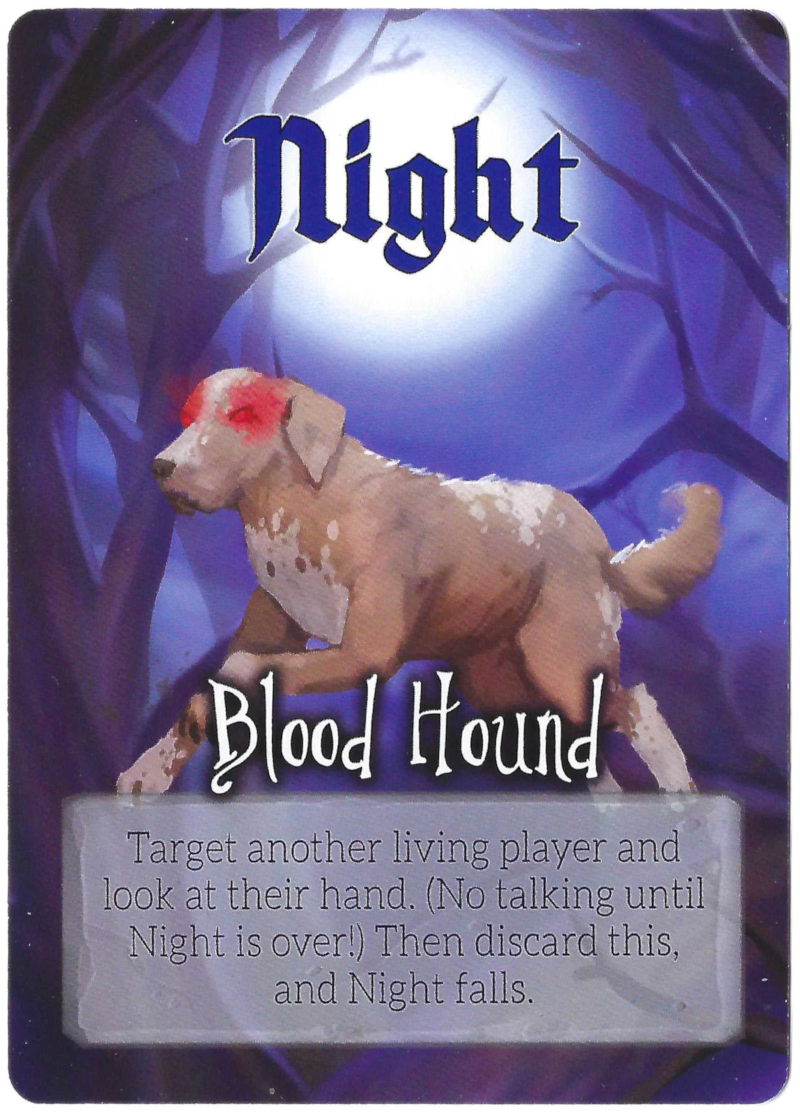 Night
Blood Hound
Target another living player and
look at their hand. (No talking until
Night is over!) Then discard this,
and Night falls.